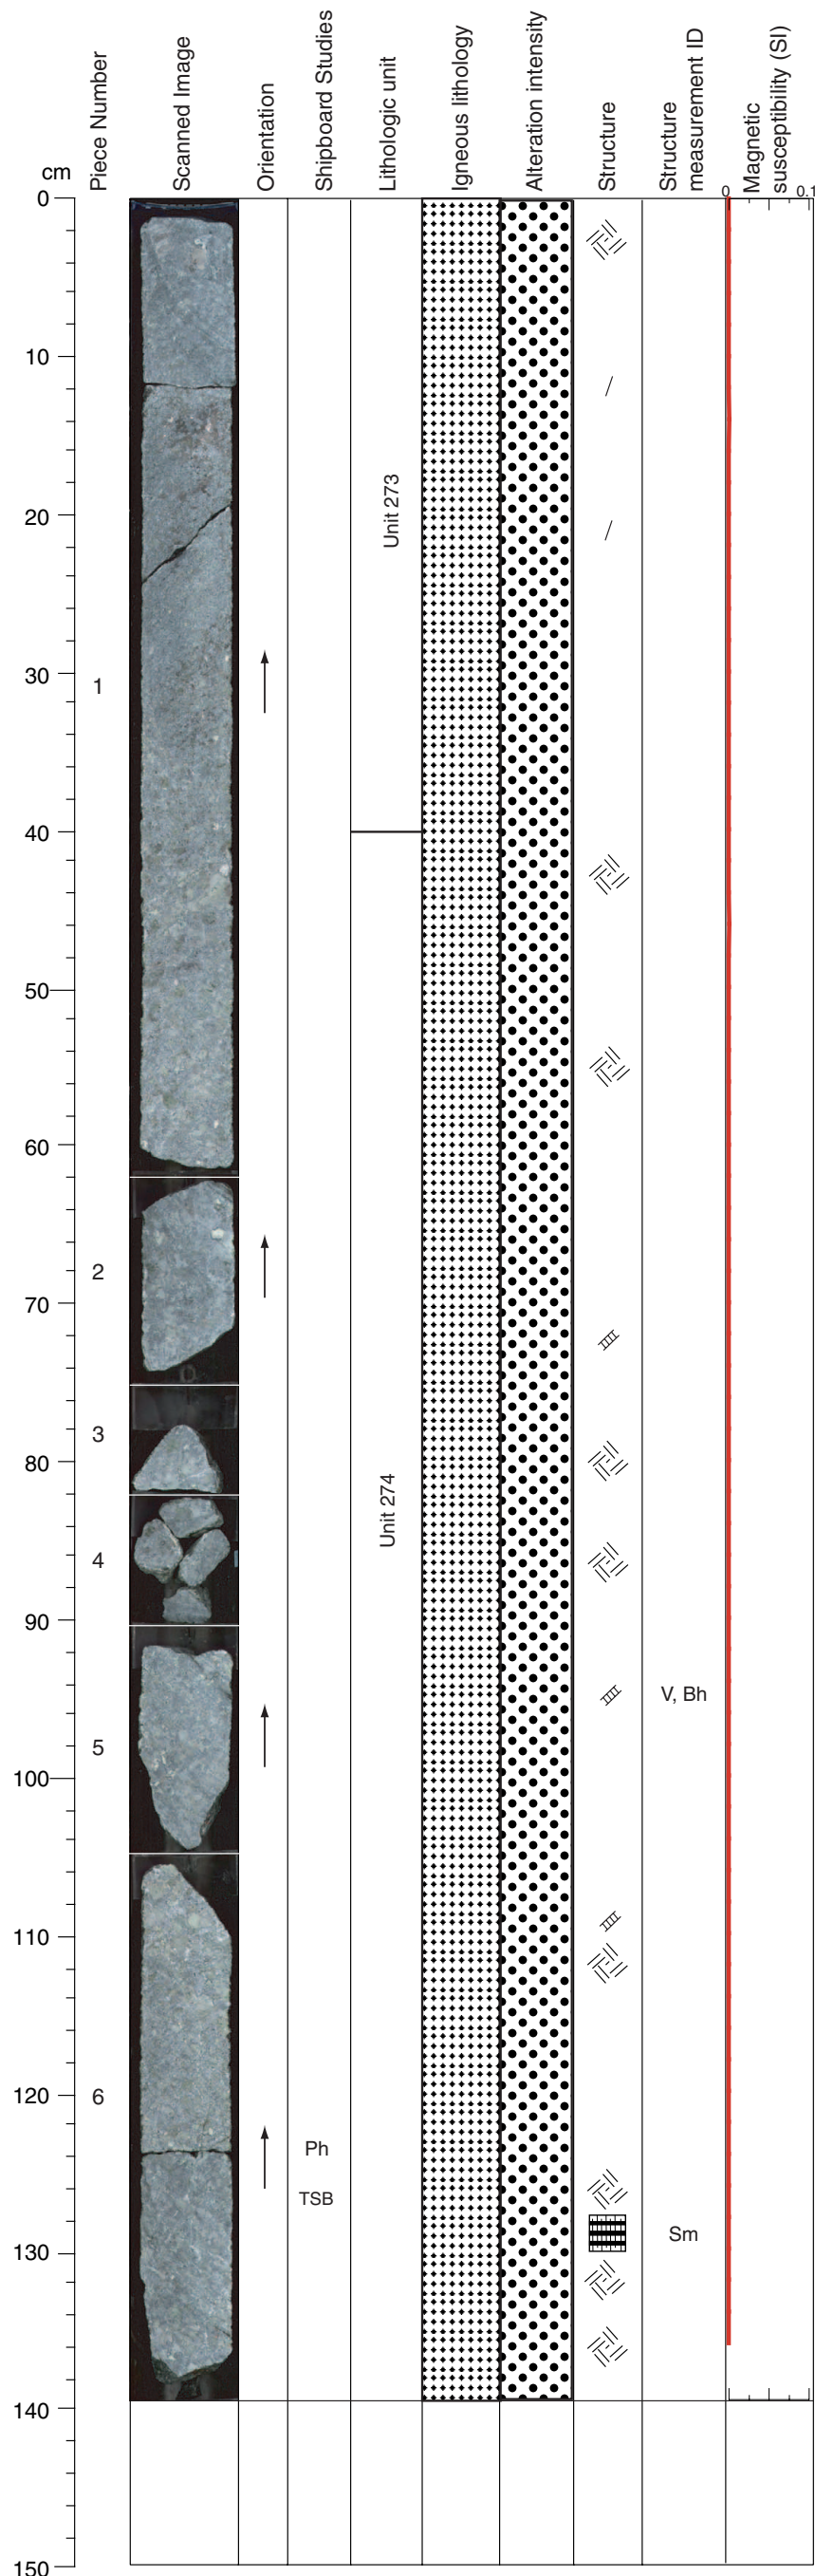 cm
Piece Number
Scanned Image
Orientation
Shipboard Studies
Lithologic unit
Igneous lithology
Alteration intensity
Structure
Structure
measurement ID
Magnetic
susceptibility (SI)
0 0.1
0
10
20
Unit 273
30
1
40
50
60
2
70
3
80
Unit 274
4
90
V, Bh
5
100
110
6
120
Ph
TSB
Sm
130
140
150